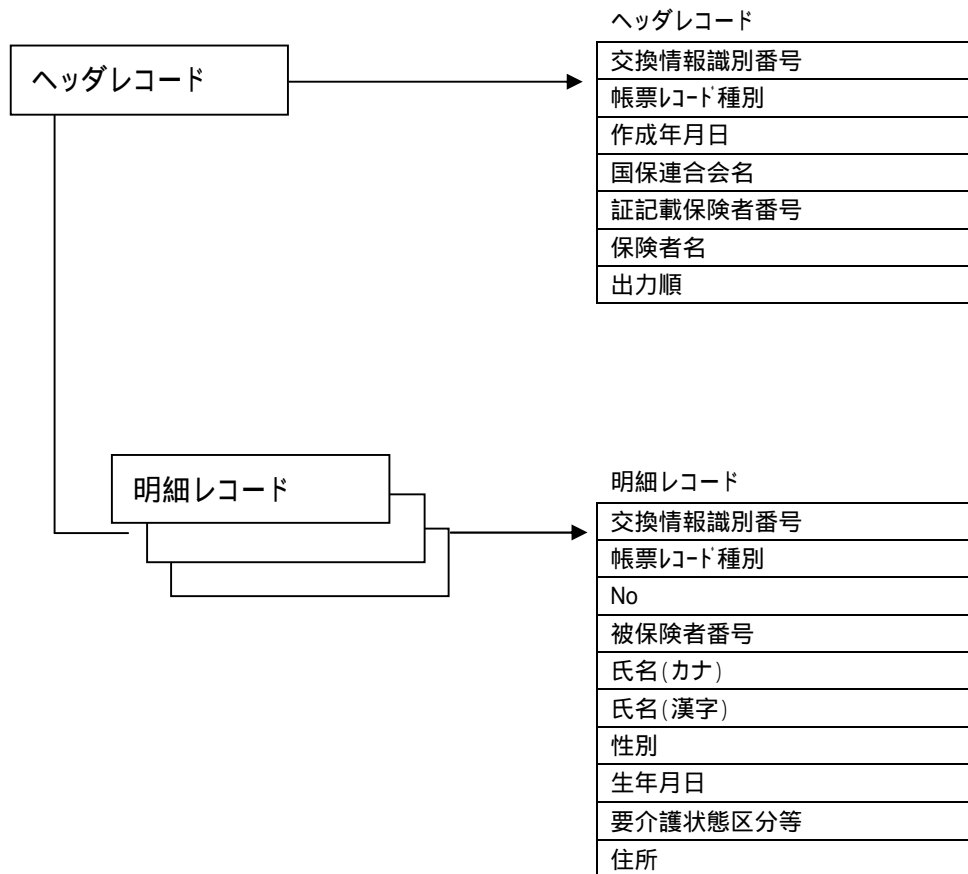 ヘッダレコード
ヘッダレコード
交換情報識別番号
帳票ﾚｺｰﾄﾞ種別
作成年月日
国保連合会名
証記載保険者番号
保険者名
出力順
明細レコード
明細レコード
交換情報識別番号
帳票ﾚｺｰﾄﾞ種別
No
被保険者番号
氏名(カナ)
氏名(漢字)
性別
生年月日
要介護状態区分等
住所